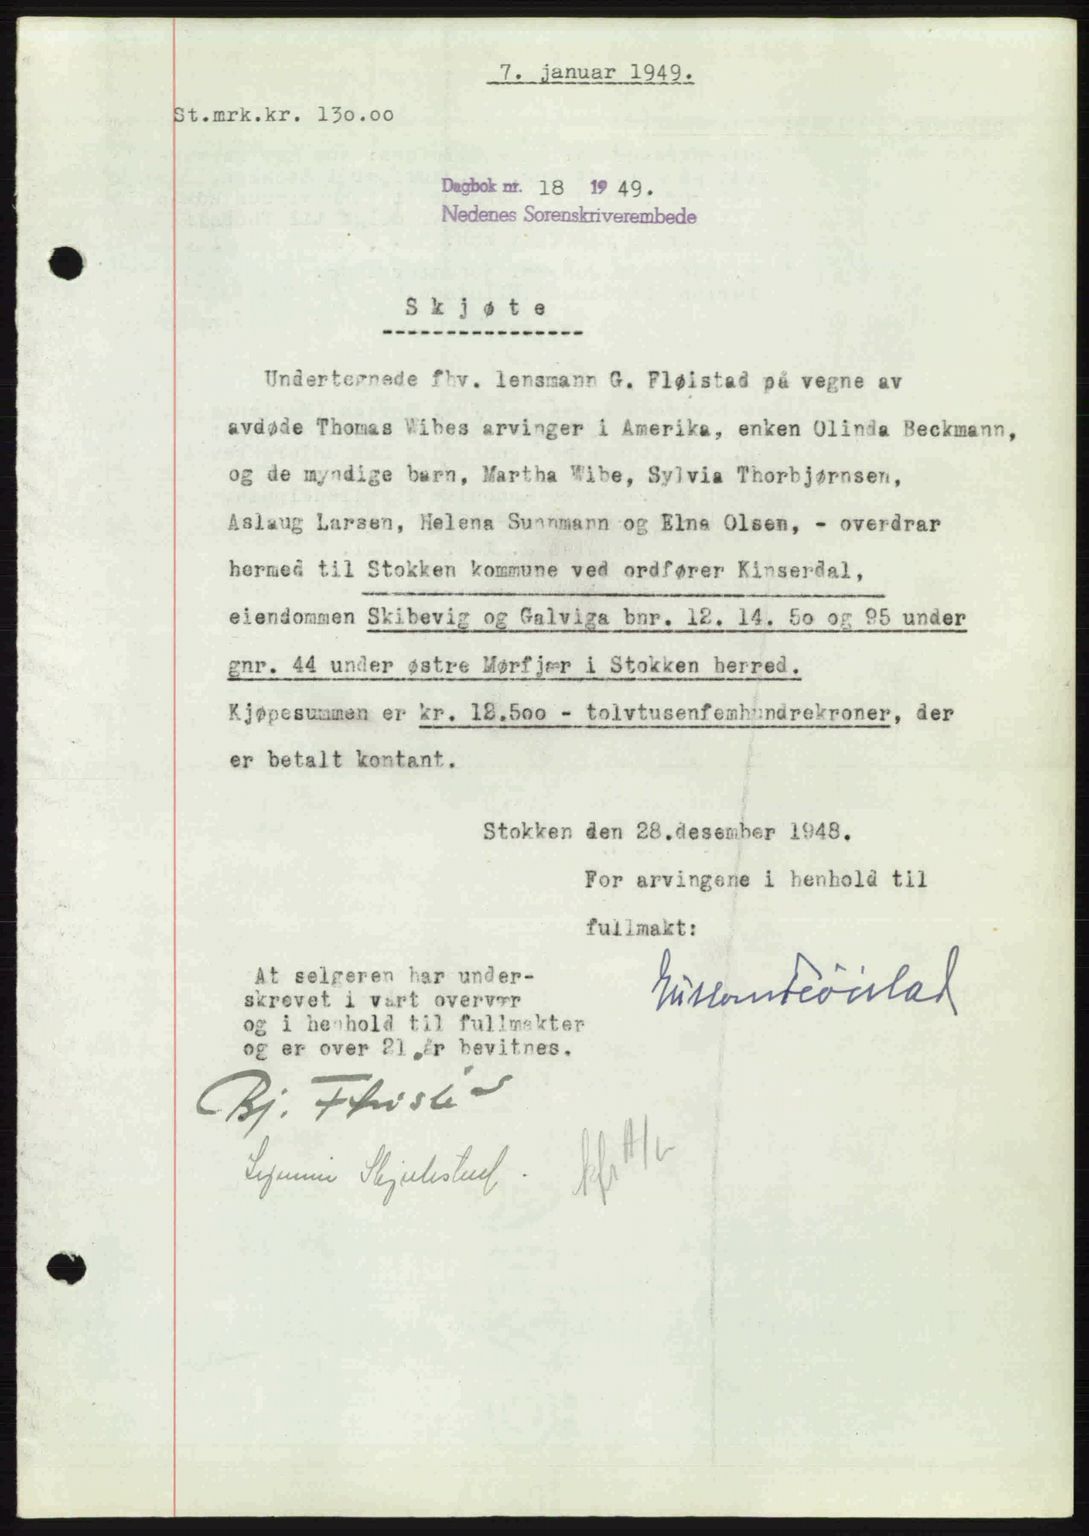 7. januar 1949.
St.mrk.kr. 130.00
Dagbok nr. 18 1949.
Nedenes Sorenskriverembede
Skjøte
Undertegnede fhv. lensmann G. Fløistad på vegne av
avdøde Thomas Wibes arvinger i Amerika, enken Olinda Beckmann,
og de myndige barn, Martha Wibe, Sylvia Thorbjørnsen,
Aslaug Larsen, Helena Sunnmann og Elna Olsen, - overdrar
hermed til Stokken kommune ved ordfører Kinserdal,
eiendommen Skibevig og Galviga bnr. 12. 14. 50 og 95 under
gnr. 44 under østre Mørfjær i Stokken herred.
Kjøpesummen er kr. 12.500 - tolvtusenfemhundrekroner, der
er betalt kontant.
Stokken den 28.desember 1948.
For arvingene i henhold til
fullmakt:
At selgeren har under-
skrevet i vårt overvær
og i henhold til fullmakter
og er over 21 år bevitnes.
Bj.